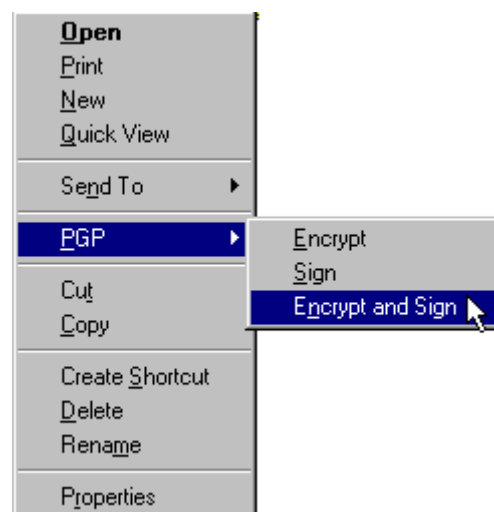 Open
Print
New
Quick View
Send To
PGP
Encrypt
Sign
Encrypt and Sign
Cut
Copy
Create Shortcut
Delete
Rename
Properties